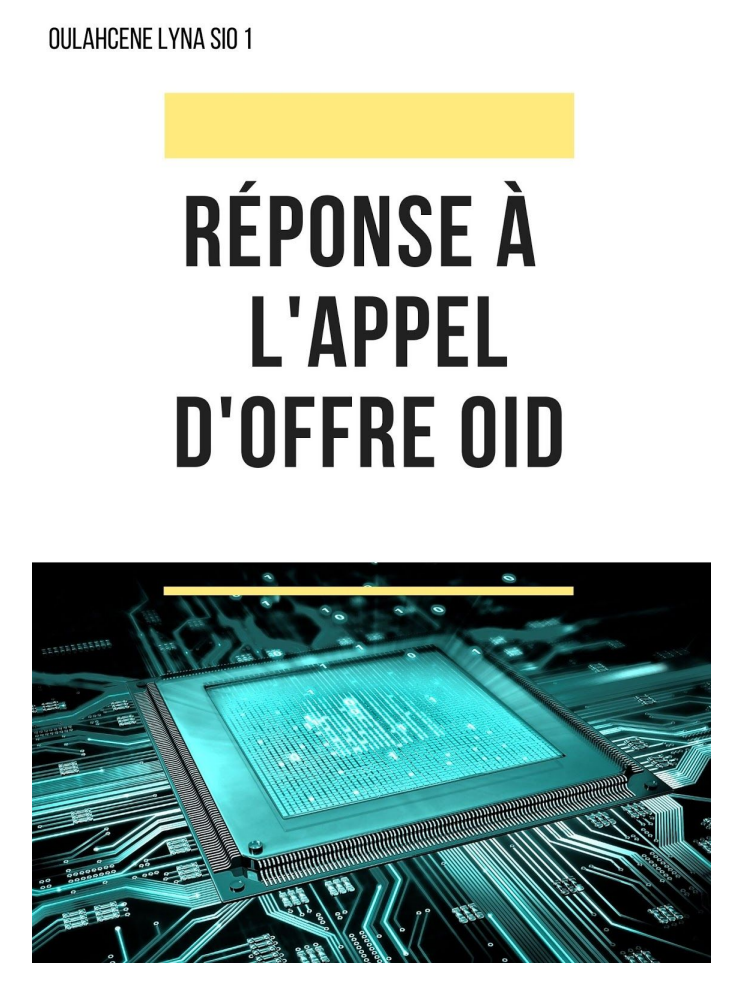 OULAHCENE LYNA SIO 1
RÉPONSE À
L'APPEL
D'OFFRE OID